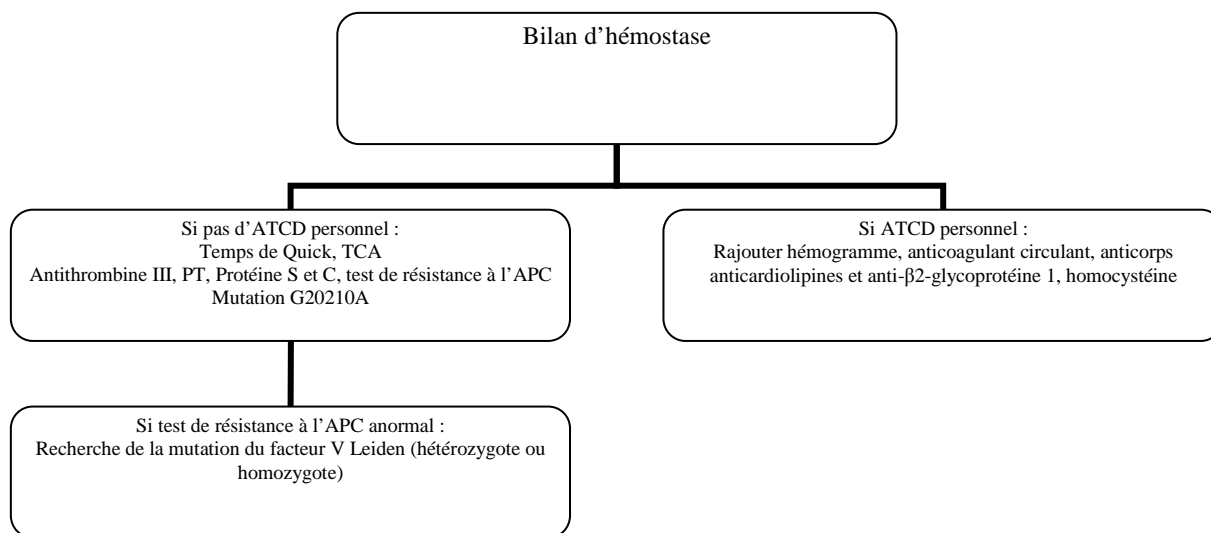 Bilan d’hémostase
Si pas d’ATCD personnel :
Temps de Quick, TCA
Antithrombine III, PT, Protéine S et C, test de résistance à l’APC
Mutation G20210A
Si ATCD personnel :
Rajouter hémogramme, anticoagulant circulant, anticorps
anticardiolipines et anti-β2-glycoprotéine 1, homocystéine
Si test de résistance à l’APC anormal :
Recherche de la mutation du facteur V Leiden (hétérozygote ou
homozygote)